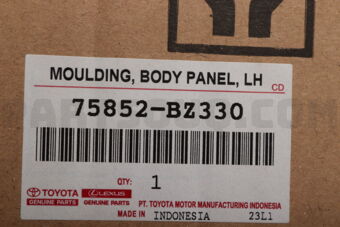 MOULDING, BODY PANEL, LH
CD
75852-BZ330
QTY: 1
TOYOTA LEXUS
GENUINE PARTS GENUINE PARTS
PT. TOYOTA MOTOR MANUFACTURING INDONESIA
MADE IN INDONESIA 23L1